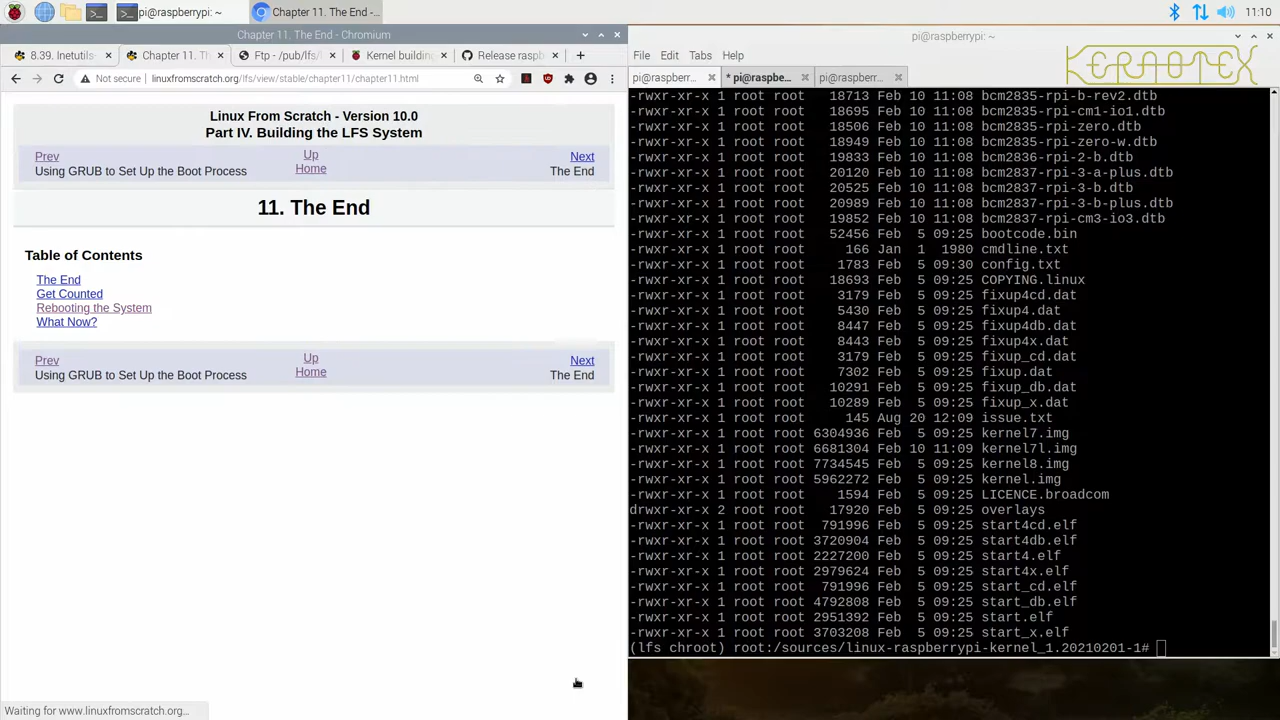 pi@raspberrypi: ~
Chapter 11. The End -...
11:10
Chapter 11. The End - Chromium
8.39. Inetutils-
Chapter 11. The
Ftp - /pub/lfs/l
Kernel building
Release raspb
Not secure | linuxfromscratch.org/lfs/view/stable/chapter11/chapter11.html
Linux From Scratch - Version 10.0
Part IV. Building the LFS System
Prev
Up
Next
Using GRUB to Set Up the Boot Process
Home
The End
11. The End
Table of Contents
The End
Get Counted
Rebooting the System
What Now?
Prev
Up
Next
Using GRUB to Set Up the Boot Process
Home
The End
Waiting for www.linuxfromscratch.org...
pi@raspberrypi: ~
File Edit Tabs Help
KERNOTEX
pi@raspberr...
* pi@raspbe...
pi@raspberr...
-rwxr-xr-x 1 root root 18713 Feb 10 11:08 bcm2835-rpi-b-rev2.dtb
-rwxr-xr-x 1 root root 18695 Feb 10 11:08 bcm2835-rpi-cm1-io1.dtb
-rwxr-xr-x 1 root root 18506 Feb 10 11:08 bcm2835-rpi-zero.dtb
-rwxr-xr-x 1 root root 18949 Feb 10 11:08 bcm2835-rpi-zero-w.dtb
-rwxr-xr-x 1 root root 19833 Feb 10 11:08 bcm2836-rpi-2-b.dtb
-rwxr-xr-x 1 root root 20120 Feb 10 11:08 bcm2837-rpi-3-a-plus.dtb
-rwxr-xr-x 1 root root 20525 Feb 10 11:08 bcm2837-rpi-3-b.dtb
-rwxr-xr-x 1 root root 20989 Feb 10 11:08 bcm2837-rpi-3-b-plus.dtb
-rwxr-xr-x 1 root root 19852 Feb 10 11:08 bcm2837-rpi-cm3-io3.dtb
-rwxr-xr-x 1 root root 52456 Feb 5 09:25 bootcode.bin
-rwxr-xr-x 1 root root 166 Jan 1 1980 cmdline.txt
-rwxr-xr-x 1 root root 1783 Feb 5 09:30 config.txt
-rwxr-xr-x 1 root root 18693 Feb 5 09:25 COPYING.linux
-rwxr-xr-x 1 root root 3179 Feb 5 09:25 fixup4cd.dat
-rwxr-xr-x 1 root root 5430 Feb 5 09:25 fixup4.dat
-rwxr-xr-x 1 root root 8447 Feb 5 09:25 fixup4db.dat
-rwxr-xr-x 1 root root 8443 Feb 5 09:25 fixup4x.dat
-rwxr-xr-x 1 root root 3179 Feb 5 09:25 fixup_cd.dat
-rwxr-xr-x 1 root root 7302 Feb 5 09:25 fixup.dat
-rwxr-xr-x 1 root root 10291 Feb 5 09:25 fixup_db.dat
-rwxr-xr-x 1 root root 10289 Feb 5 09:25 fixup_x.dat
-rwxr-xr-x 1 root root 145 Aug 20 12:09 issue.txt
-rwxr-xr-x 1 root root 6304936 Feb 5 09:25 kernel7.img
-rwxr-xr-x 1 root root 6681304 Feb 10 11:09 kernel7l.img
-rwxr-xr-x 1 root root 7734545 Feb 5 09:25 kernel8.img
-rwxr-xr-x 1 root root 5962272 Feb 5 09:25 kernel.img
-rwxr-xr-x 1 root root 1594 Feb 5 09:25 LICENCE.broadcom
drwxr-xr-x 2 root root 17920 Feb 5 09:25 overlays
-rwxr-xr-x 1 root root 791996 Feb 5 09:25 start4cd.elf
-rwxr-xr-x 1 root root 3720904 Feb 5 09:25 start4db.elf
-rwxr-xr-x 1 root root 2227200 Feb 5 09:25 start4.elf
-rwxr-xr-x 1 root root 2979624 Feb 5 09:25 start4x.elf
-rwxr-xr-x 1 root root 791996 Feb 5 09:25 start_cd.elf
-rwxr-xr-x 1 root root 4792808 Feb 5 09:25 start_db.elf
-rwxr-xr-x 1 root root 2951392 Feb 5 09:25 start.elf
-rwxr-xr-x 1 root root 3703208 Feb 5 09:25 start_x.elf
(lfs chroot) root:/sources/linux-raspberrypi-kernel_1.20210201-1#